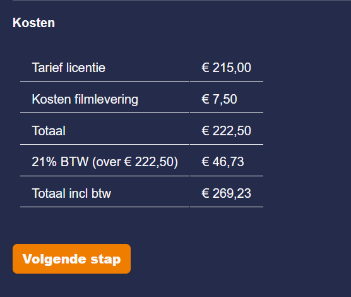 Kosten
Tarief licentie € 215,00
Kosten filmlevering € 7,50
Totaal € 222,50
21% BTW (over € 222,50) € 46,73
Totaal incl btw € 269,23
Volgende stap